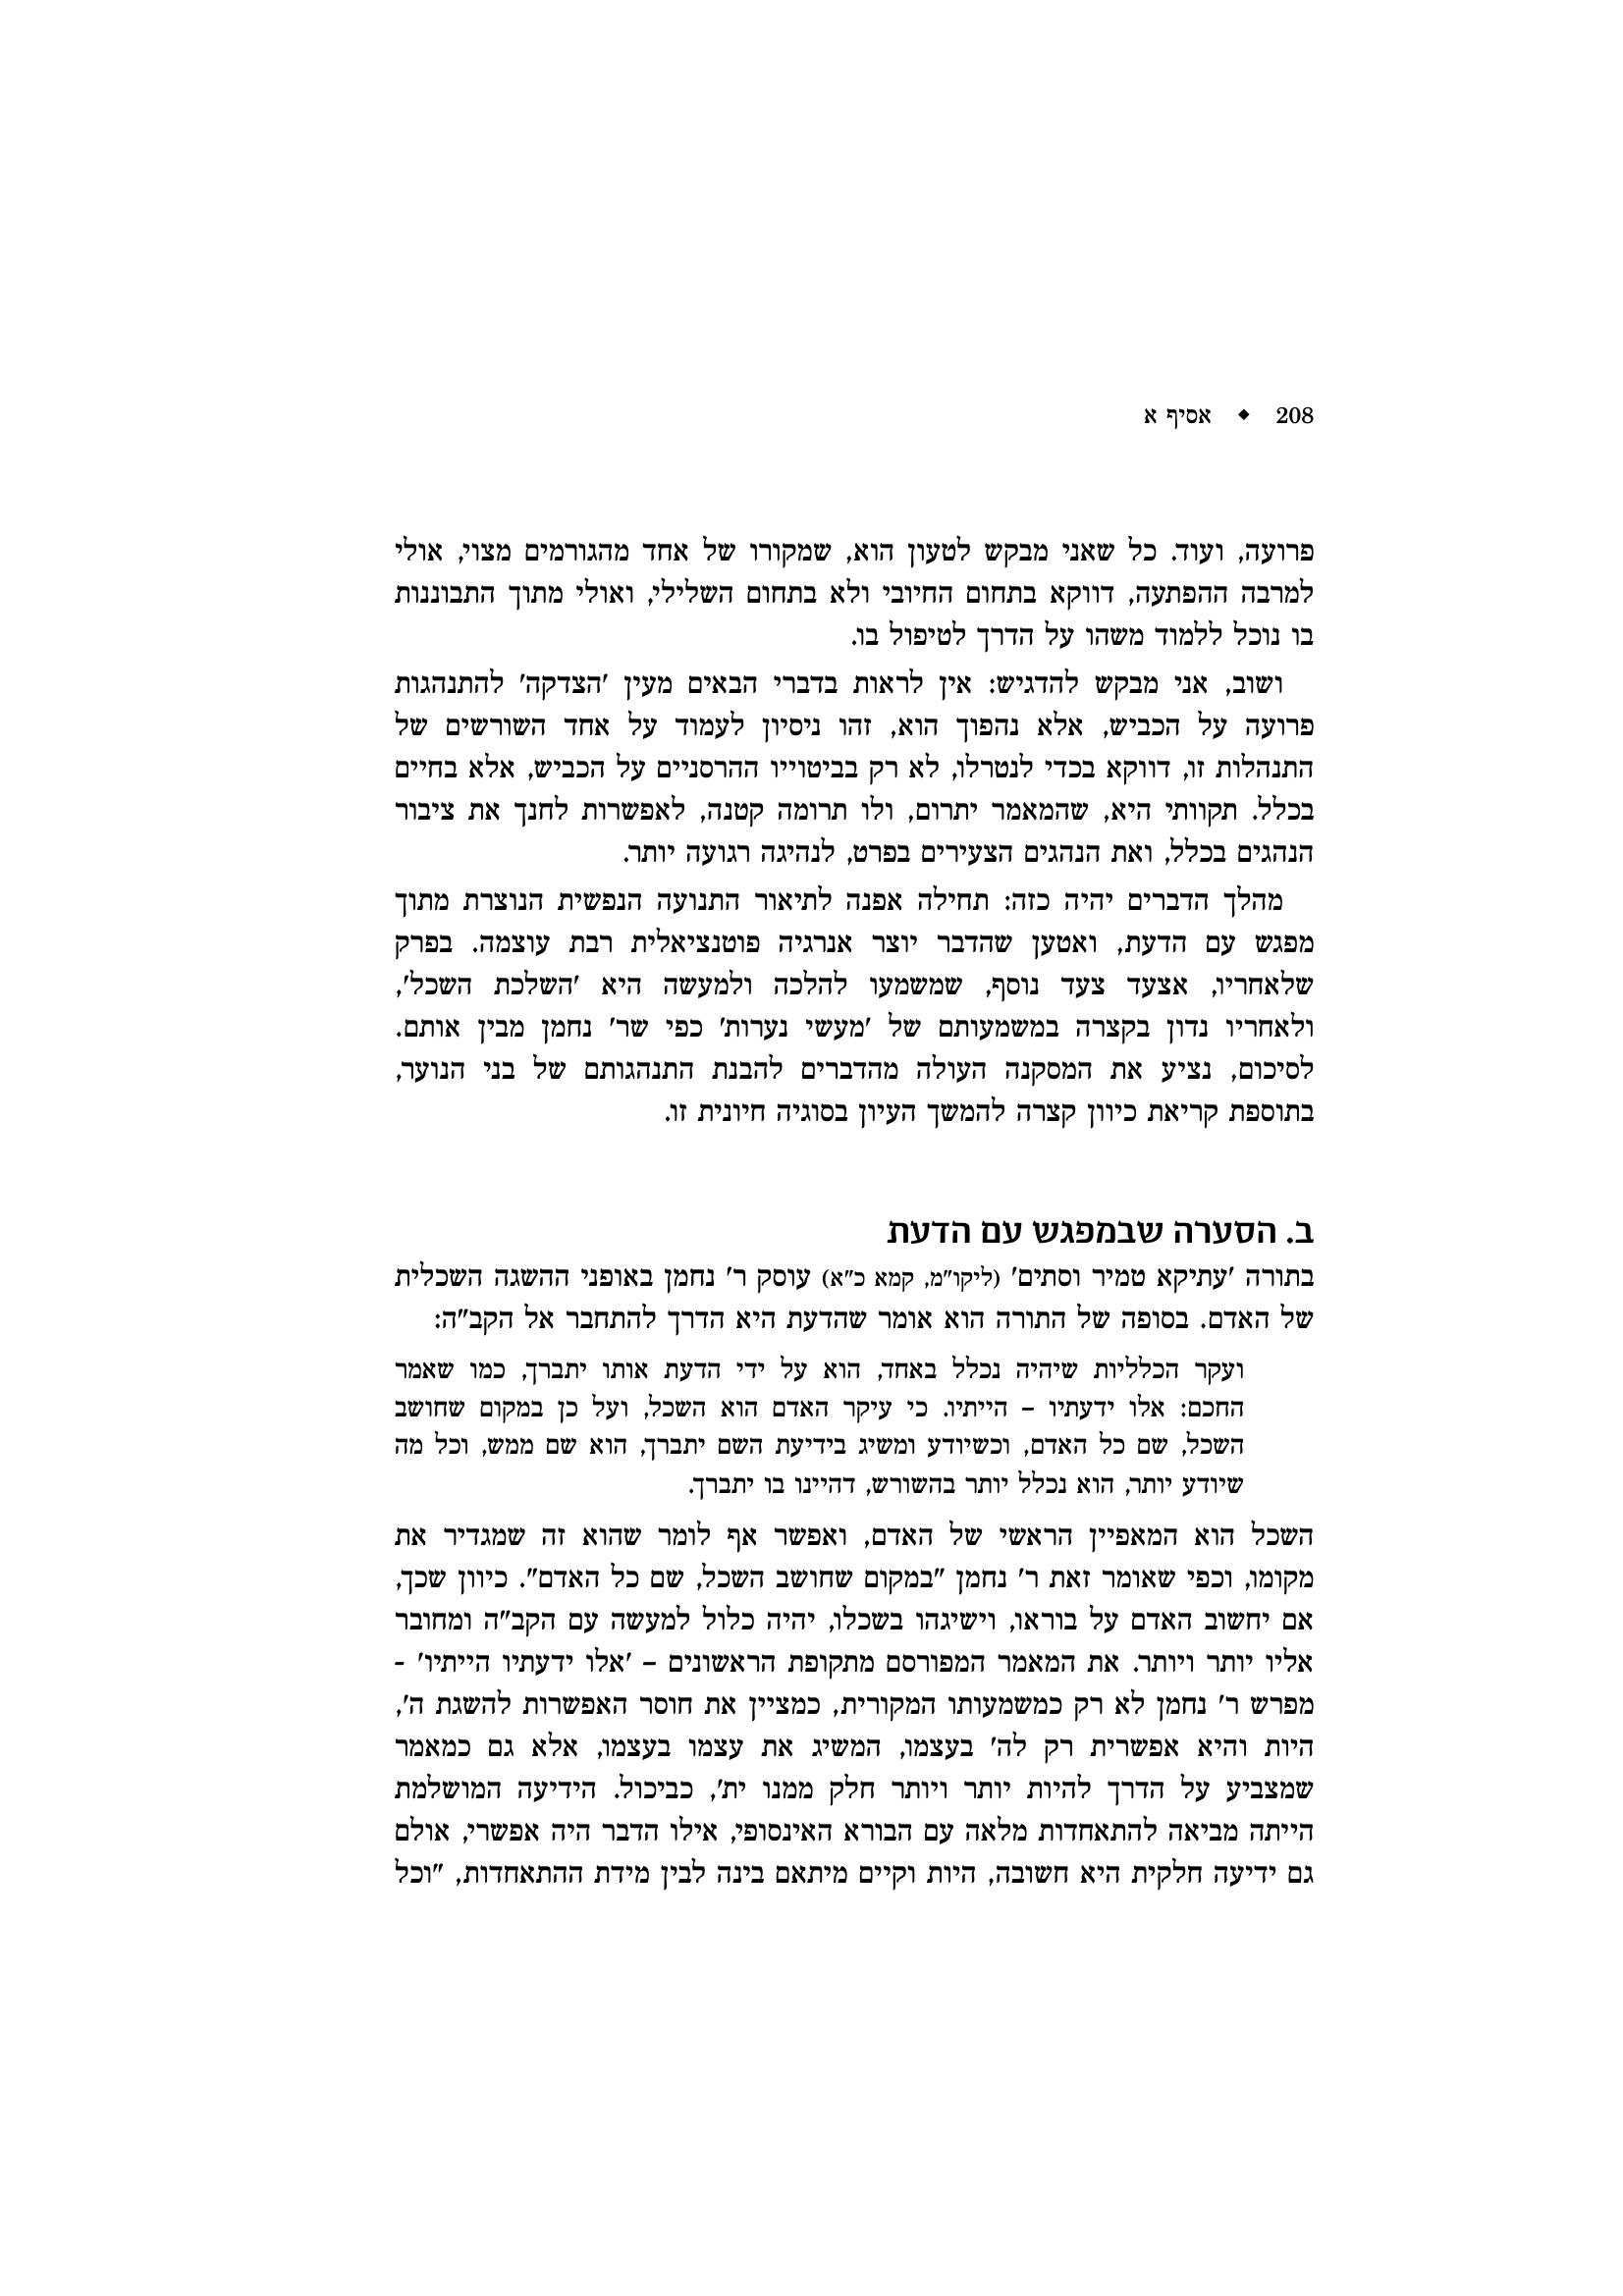 208 ◆ אסיף א
פרועה, ועוד. כל שאני מבקש לטעון הוא, שמקורו של אחד מהגורמים מצוי, אולי
למרבה ההפתעה, דווקא בתחום החיובי ולא בתחום השלילי, ואולי מתוך התבוננות
בו נוכל ללמוד משהו על הדרך לטיפול בו.
ושוב, אני מבקש להדגיש: אין לראות בדברי הבאים מעין 'הצדקה' להתנהגות
פרועה על הכביש, אלא נהפוך הוא, זהו ניסיון לעמוד על אחד השורשים של
התנהלות זו, דווקא בכדי לנטרלו, לא רק בביטוייו ההרסניים על הכביש, אלא בחיים
בכלל. תקוותי היא, שהמאמר יתרום, ולו תרומה קטנה, לאפשרות לחנך את ציבור
הנהגים בכלל, ואת הנהגים הצעירים בפרט, לנהיגה רגועה יותר.
מהלך הדברים יהיה כזה: תחילה אפנה לתיאור התנועה הנפשית הנוצרת מתוך
מפגש עם הדעת, ואטען שהדבר יוצר אנרגיה פוטנציאלית רבת עוצמה. בפרק
שלאחריו, אצעד צעד נוסף, שמשמעו להלכה ולמעשה היא 'השלכת השכל',
ולאחריו נדון בקצרה במשמעותם של 'מעשי נערות' כפי שר' נחמן מבין אותם.
לסיכום, נציע את המסקנה העולה מהדברים להבנת התנהגותם של בני הנוער,
בתוספת קריאת כיוון קצרה להמשך העיון בסוגיה חיונית זו.
ב. הסערה שבמפגש עם הדעת
בתורה 'עתיקא טמיר וסתים' (ליקו"מ, קמא כ"א) עוסק ר' נחמן באופני ההשגה השכלית
של האדם. בסופה של התורה הוא אומר שהדעת היא הדרך להתחבר אל הקב"ה:
ועקר הכלליות שיהיה נכלל באחד, הוא על ידי הדעת אותו יתברך, כמו שאמר
החכם: אלו ידעתיו – הייתיו. כי עיקר האדם הוא השכל, ועל כן במקום שחושב
השכל, שם כל האדם, וכשיודע ומשיג בידיעת השם יתברך, הוא שם ממש, וכל מה
שיודע יותר, הוא נכלל יותר בהשורש, דהיינו בו יתברך.
השכל הוא המאפיין הראשי של האדם, ואפשר אף לומר שהוא זה שמגדיר את
מקומו, וכפי שאומר זאת ר' נחמן "במקום שחושב השכל, שם כל האדם". כיוון שכך,
אם יחשוב האדם על בוראו, וישיגהו בשכלו, יהיה כלול למעשה עם הקב"ה ומחובר
אליו יותר ויותר. את המאמר המפורסם מתקופת הראשונים – 'אלו ידעתיו הייתיו' -
מפרש ר' נחמן לא רק כמשמעותו המקורית, כמציין את חוסר האפשרות להשגת ה',
היות והיא אפשרית רק לה' בעצמו, המשיג את עצמו בעצמו, אלא גם כמאמר
שמצביע על הדרך להיות יותר ויותר חלק ממנו ית', כביכול. הידיעה המושלמת
הייתה מביאה להתאחדות מלאה עם הבורא האינסופי, אילו הדבר היה אפשרי, אולם
גם ידיעה חלקית היא חשובה, היות וקיים מיתאם בינה לבין מידת ההתאחדות, "וכל